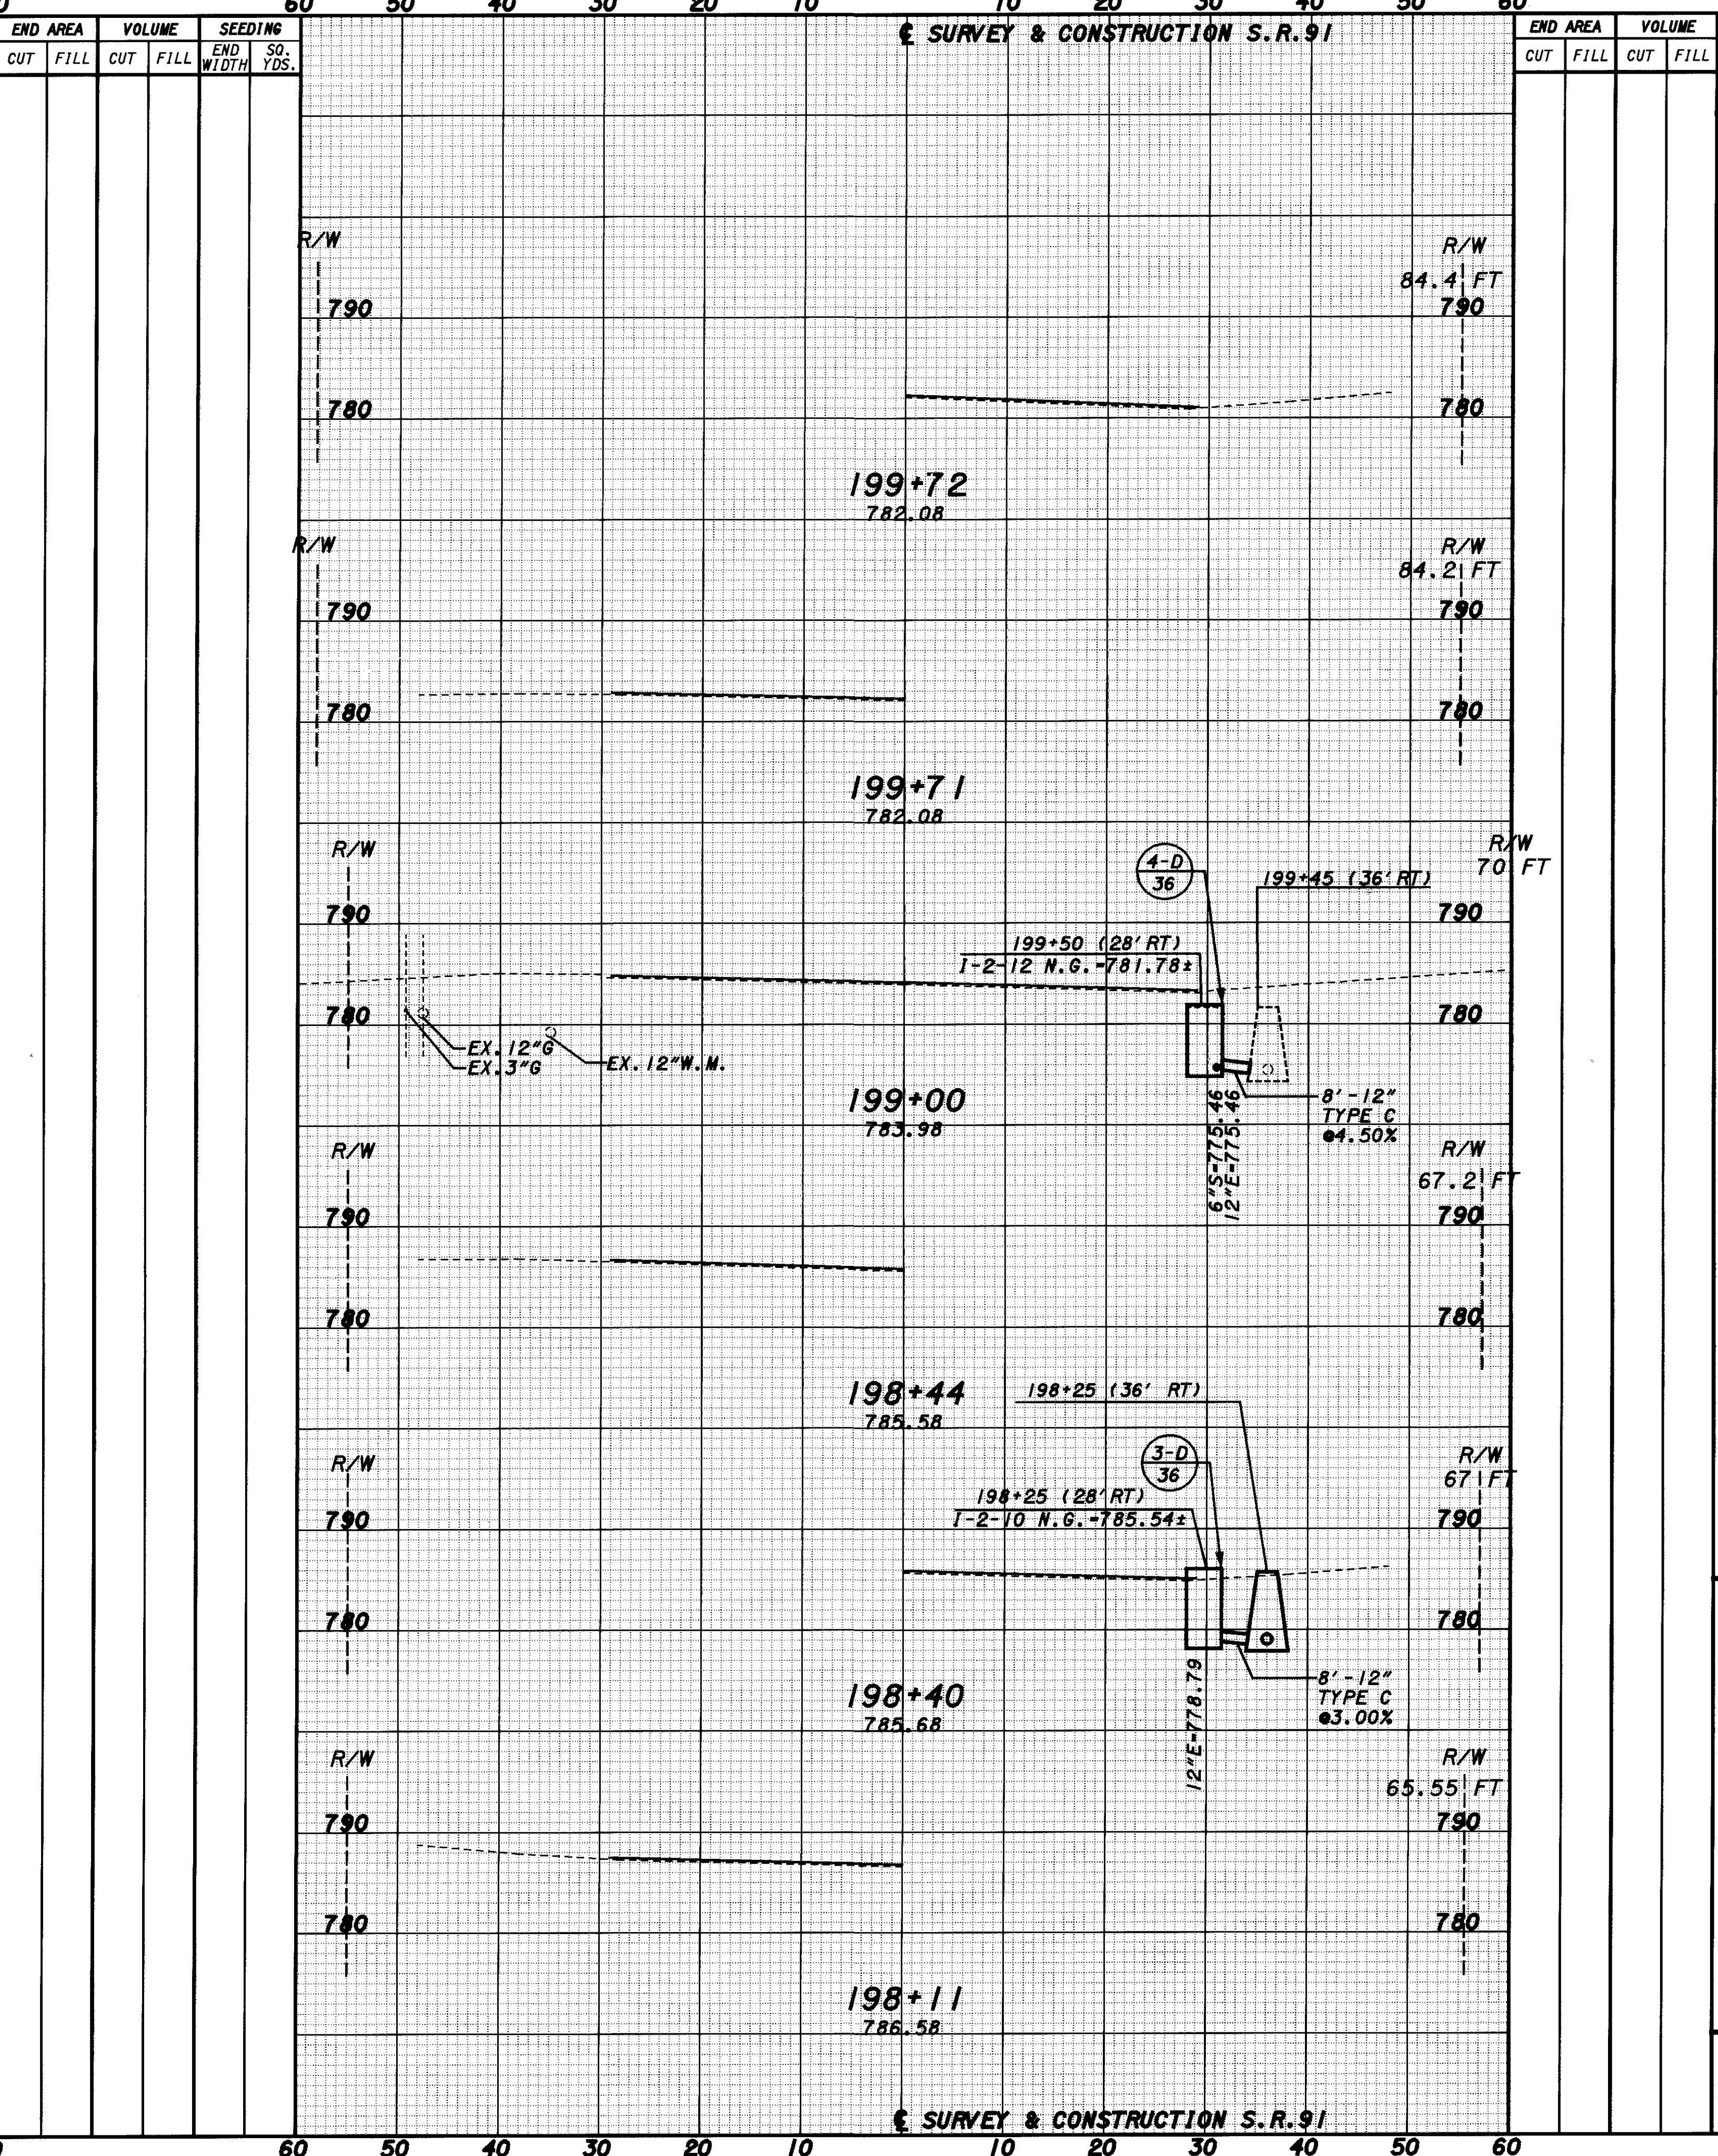 60 50 40 30 20 10 10 20 30 40 50 60
END AREA VOLUME SEEDING
CUT FILL CUT FILL END WIDTH SQ. YDS.
℄ SURVEY & CONSTRUCTION S.R.91
END AREA VOLUME
CUT FILL CUT FILL
R/W
R/W
84.4 FT
790
790
780
780
199+72
782.08
R/W
R/W
84.2 FT
790
790
780
780
199+71
782.08
R/W
R/W
70 FT
4-D
36
199+45 (36' RT)
790
790
199+50 (28' RT)
I-2-12 N.G.=781.78±
780
780
EX.12"G
EX.3"G
EX.12"W.M.
199+00
783.98
6"S=775.46
12"E=775.46
8'-12"
TYPE C
@4.50%
R/W
R/W
67.2 FT
790
790
780
780
198+44
785.58
198+25 (36' RT)
R/W
R/W
67 FT
3-D
36
198+25 (28' RT)
I-2-10 N.G.=785.54±
790
790
780
780
198+40
785.68
12"E=778.79
8'-12"
TYPE C
@3.00%
R/W
R/W
65.55 FT
790
790
780
780
198+11
786.58
℄ SURVEY & CONSTRUCTION S.R.91
60 50 40 30 20 10 10 20 30 40 50 60